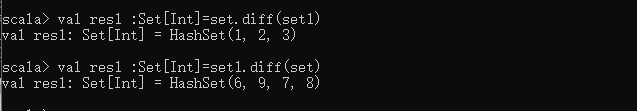 scala> val res1 :Set[Int]=set.diff(set1)
val res1: Set[Int] = HashSet(1, 2, 3)
scala> val res1 :Set[Int]=set1.diff(set)
val res1: Set[Int] = HashSet(6, 9, 7, 8)